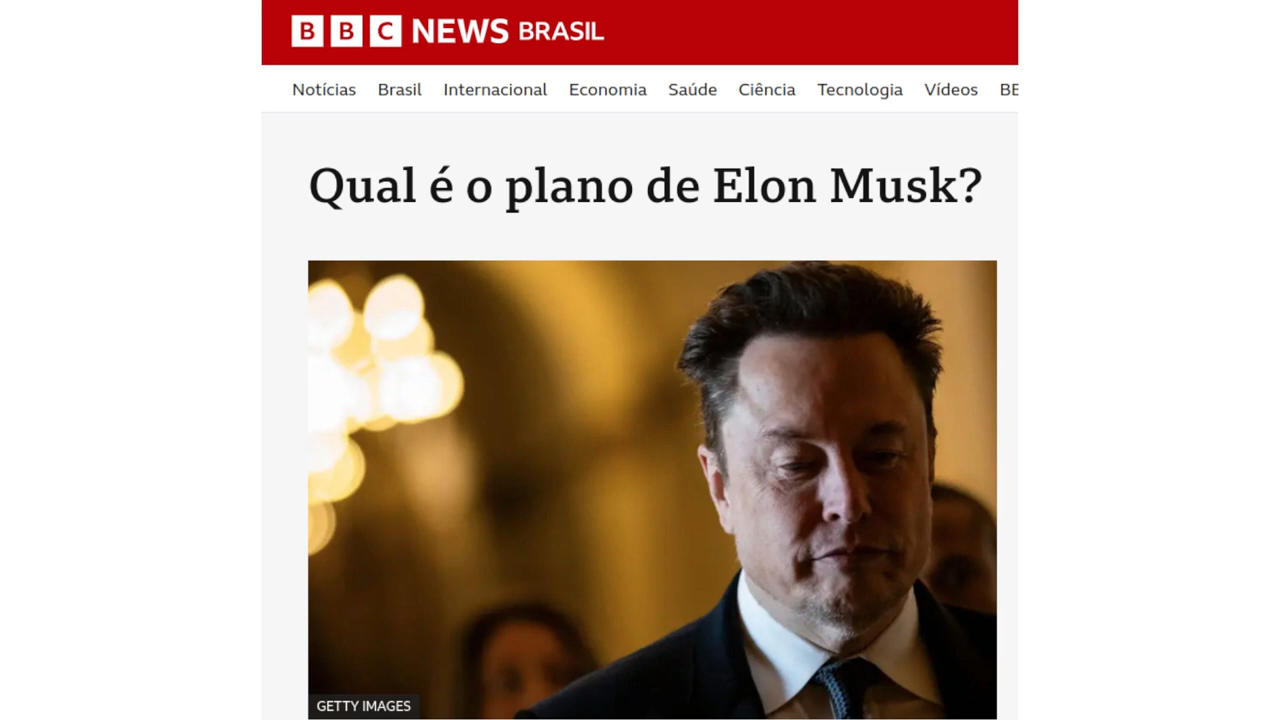 BBC NEWS BRASIL
Notícias Brasil Internacional Economia Saúde Ciência Tecnologia Vídeos
Qual é o plano de Elon Musk?
GETTY IMAGES